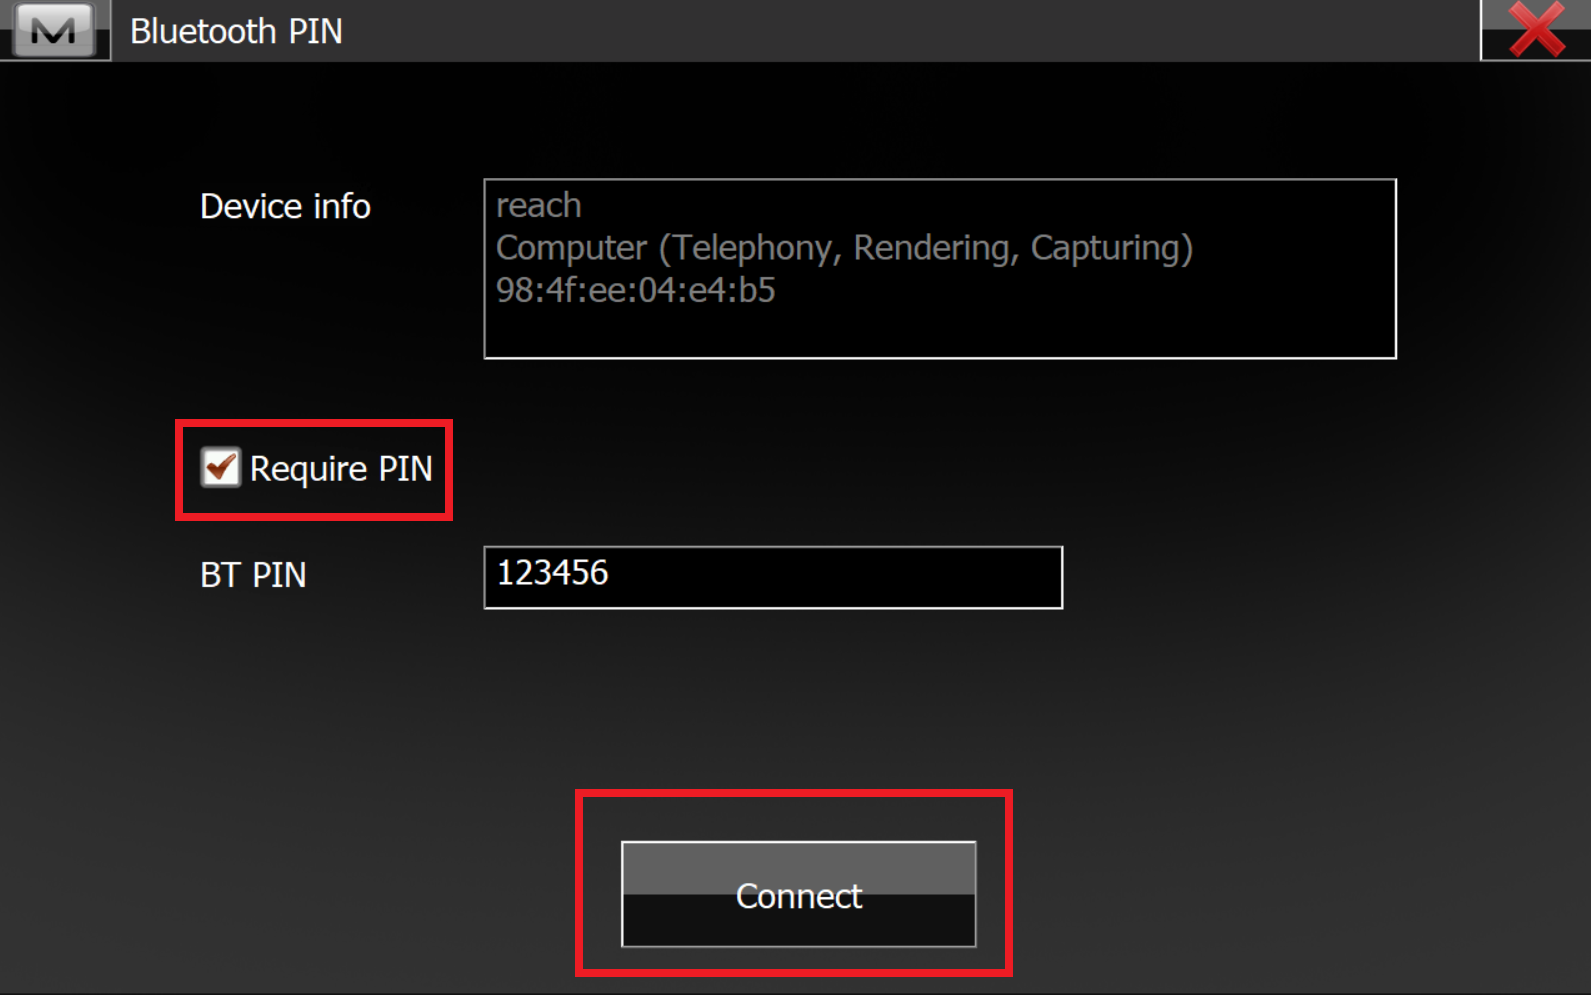 M
Bluetooth PIN
Device info
reach
Computer (Telephony, Rendering, Capturing)
98:4f:ee:04:e4:b5
Require PIN
BT PIN
123456
Connect